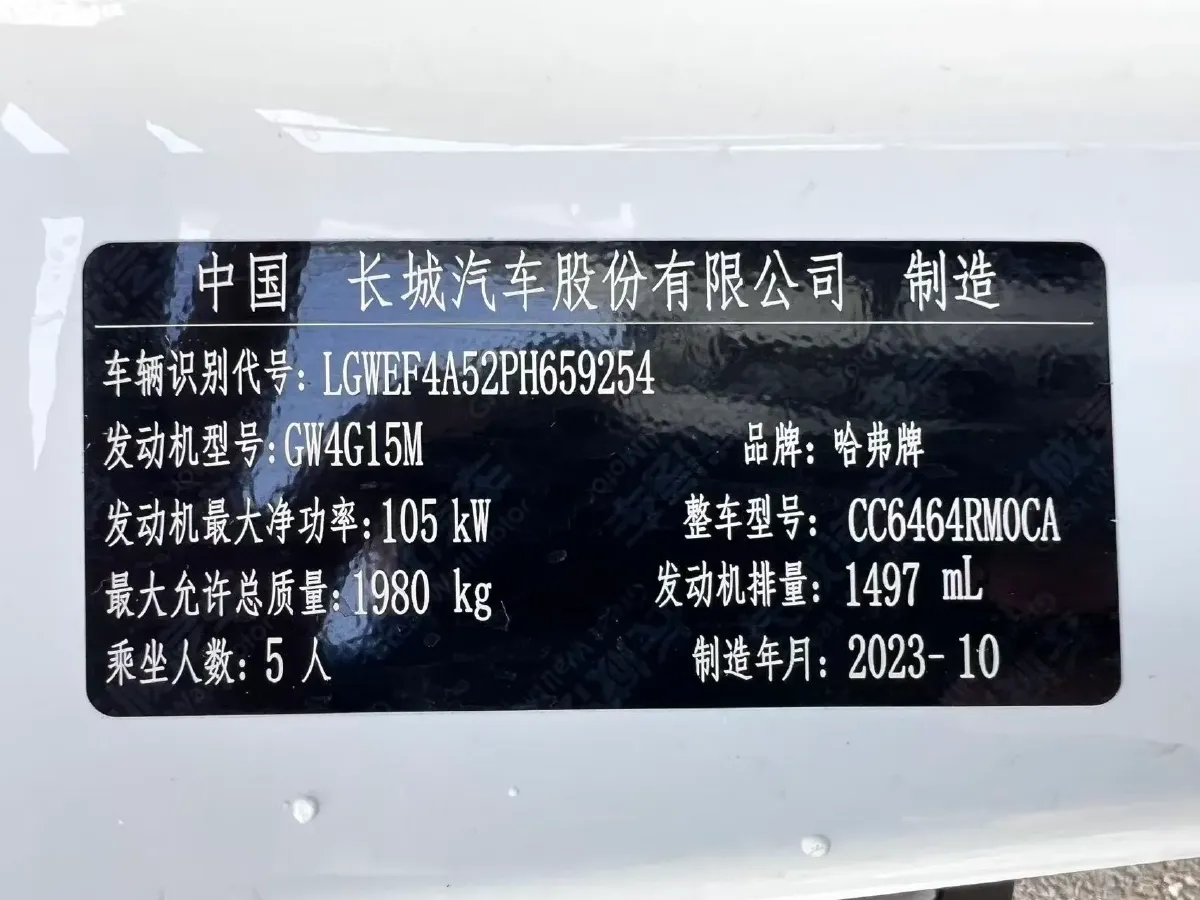 中国 长城汽车股份有限公司 制造
车辆识别代号: LGWEF4A52PH659254
发动机型号:GW4G15M 品牌: 哈弗牌
发动机最大净功率:105 kW 整车型号: CC6464RM0CA
最大允许总质量:1980 kg 发动机排量: 1497 mL
乘坐人数: 5 人 制造年月: 2023-10